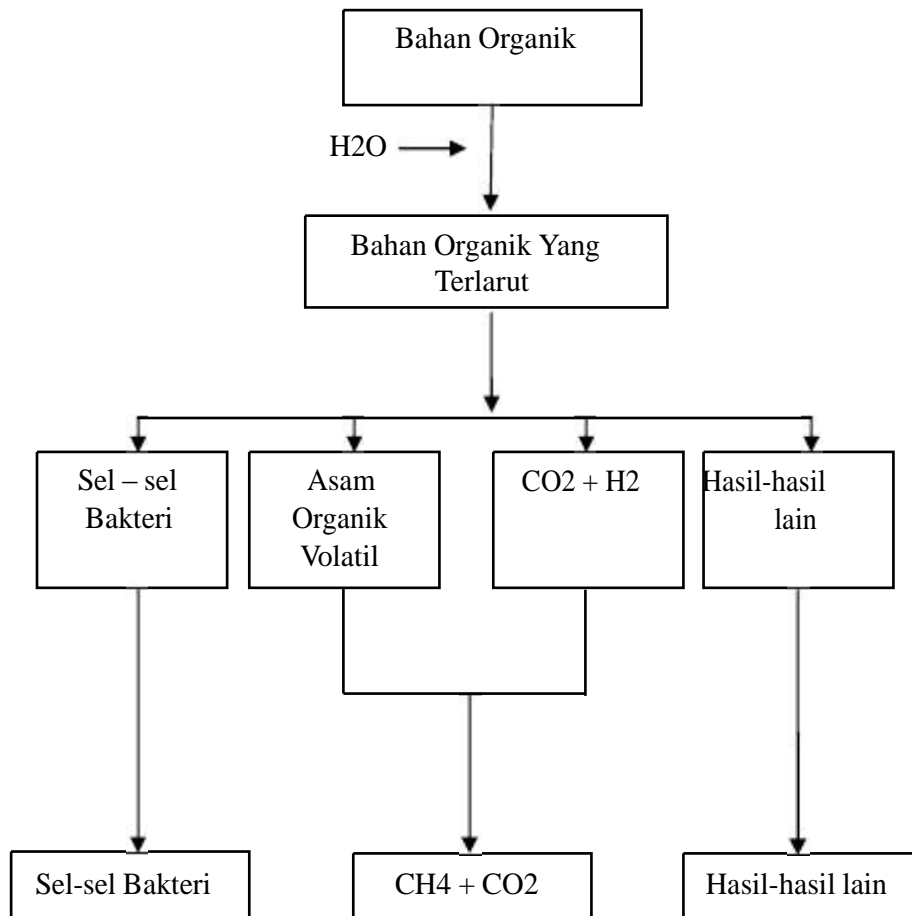 Bahan Organik
H2O
Bahan Organik Yang
Terlarut
Sel – sel
Bakteri
Asam
Organik
Volatil
CO2 + H2
Hasil-hasil
lain
Sel-sel Bakteri
CH4 + CO2
Hasil-hasil lain